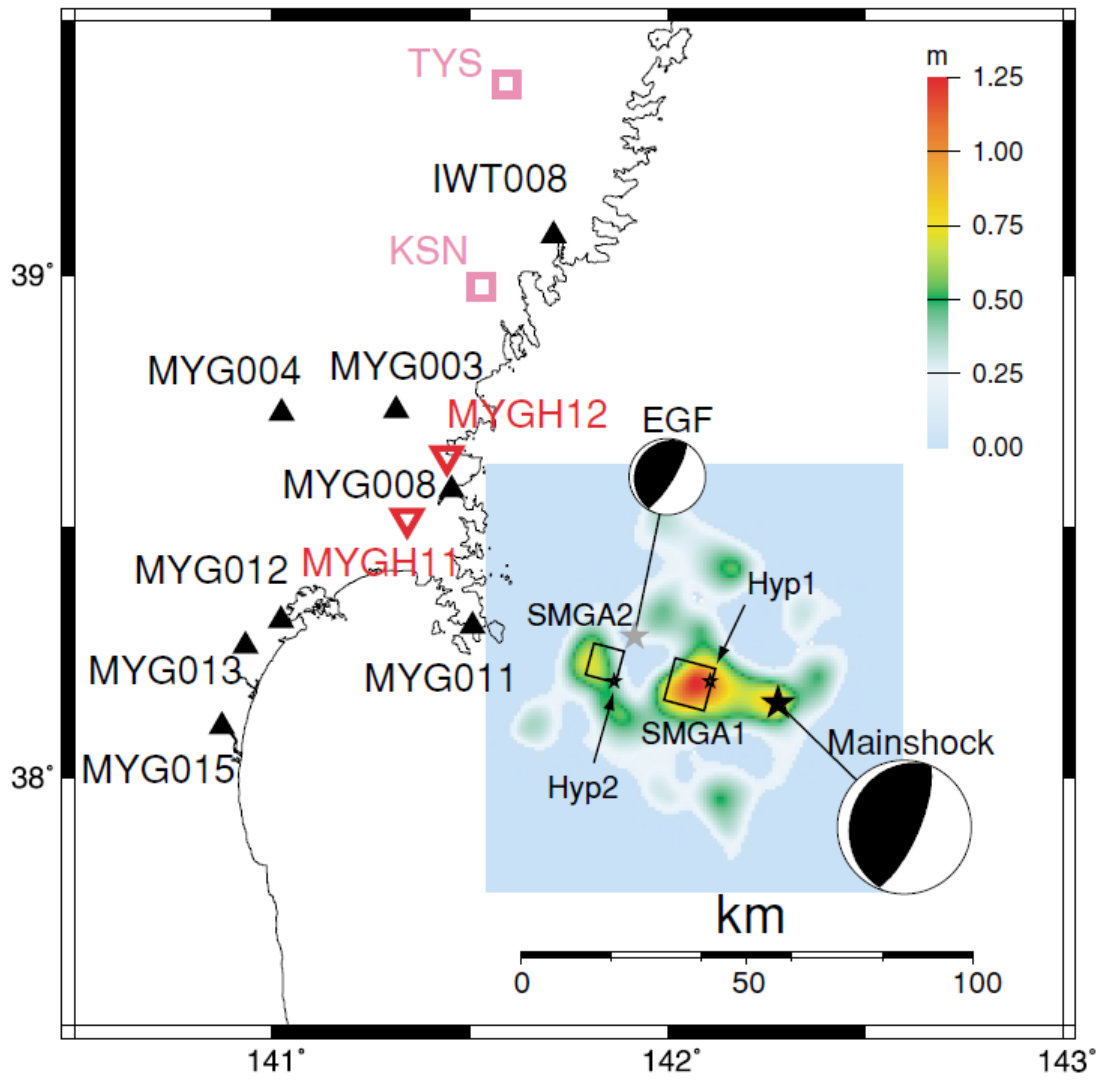 TYS
m
1.25
IWT008
1.00
0.75
KSN
39°
0.50
MYG004
MYG003
0.25
MYGH12
EGF
0.00
MYG008
MYGH11
MYG012
Hyp1
SMGA2
MYG013
MYG011
SMGA1
Mainshock
MYG015
38°
Hyp2
km
0
50
100
141°
142°
143°